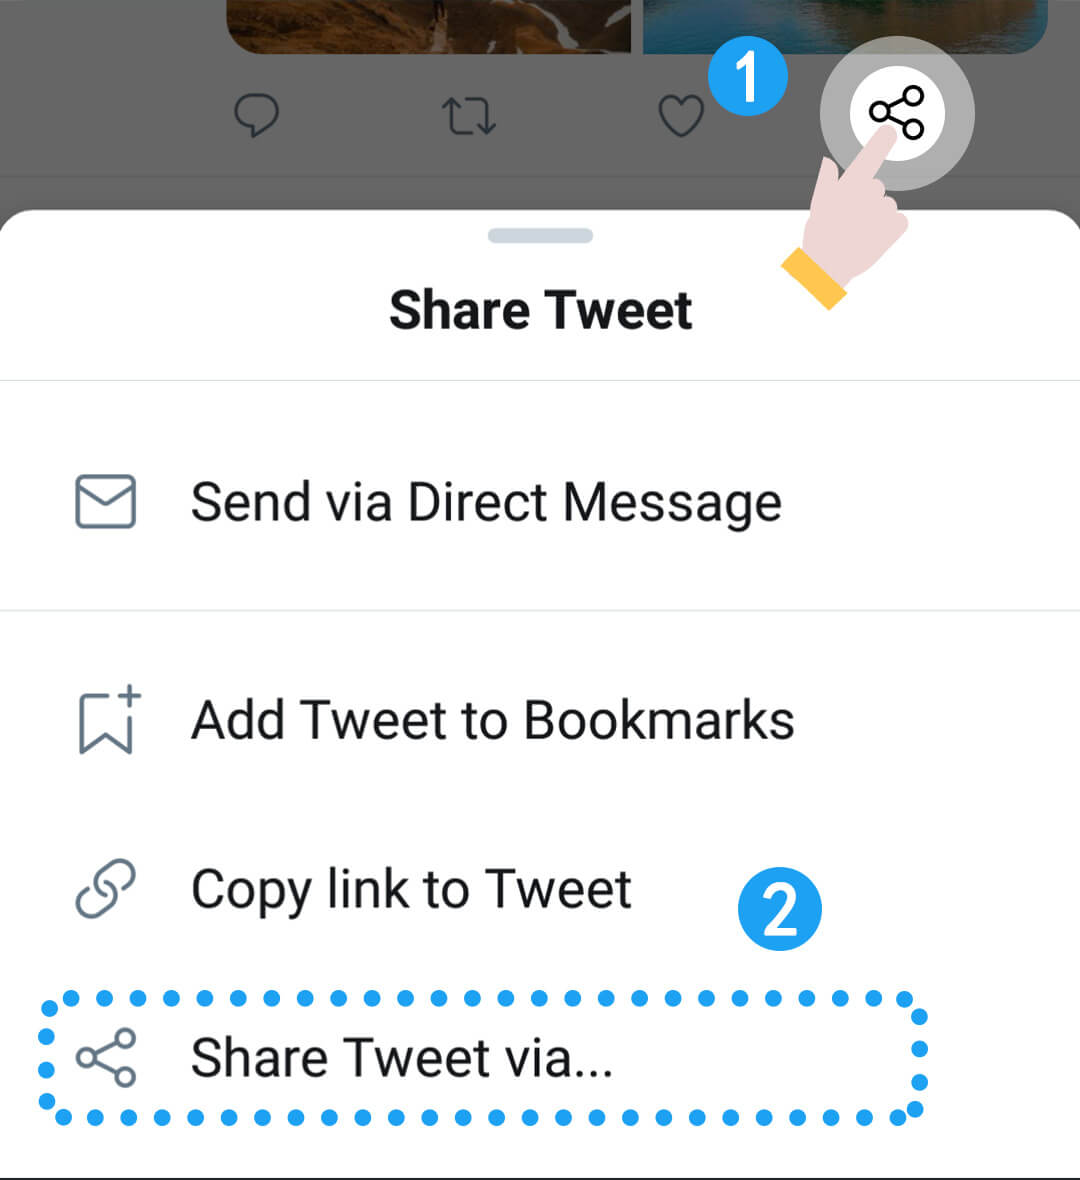 1
Share Tweet
Send via Direct Message
Add Tweet to Bookmarks
Copy link to Tweet
2
Share Tweet via...